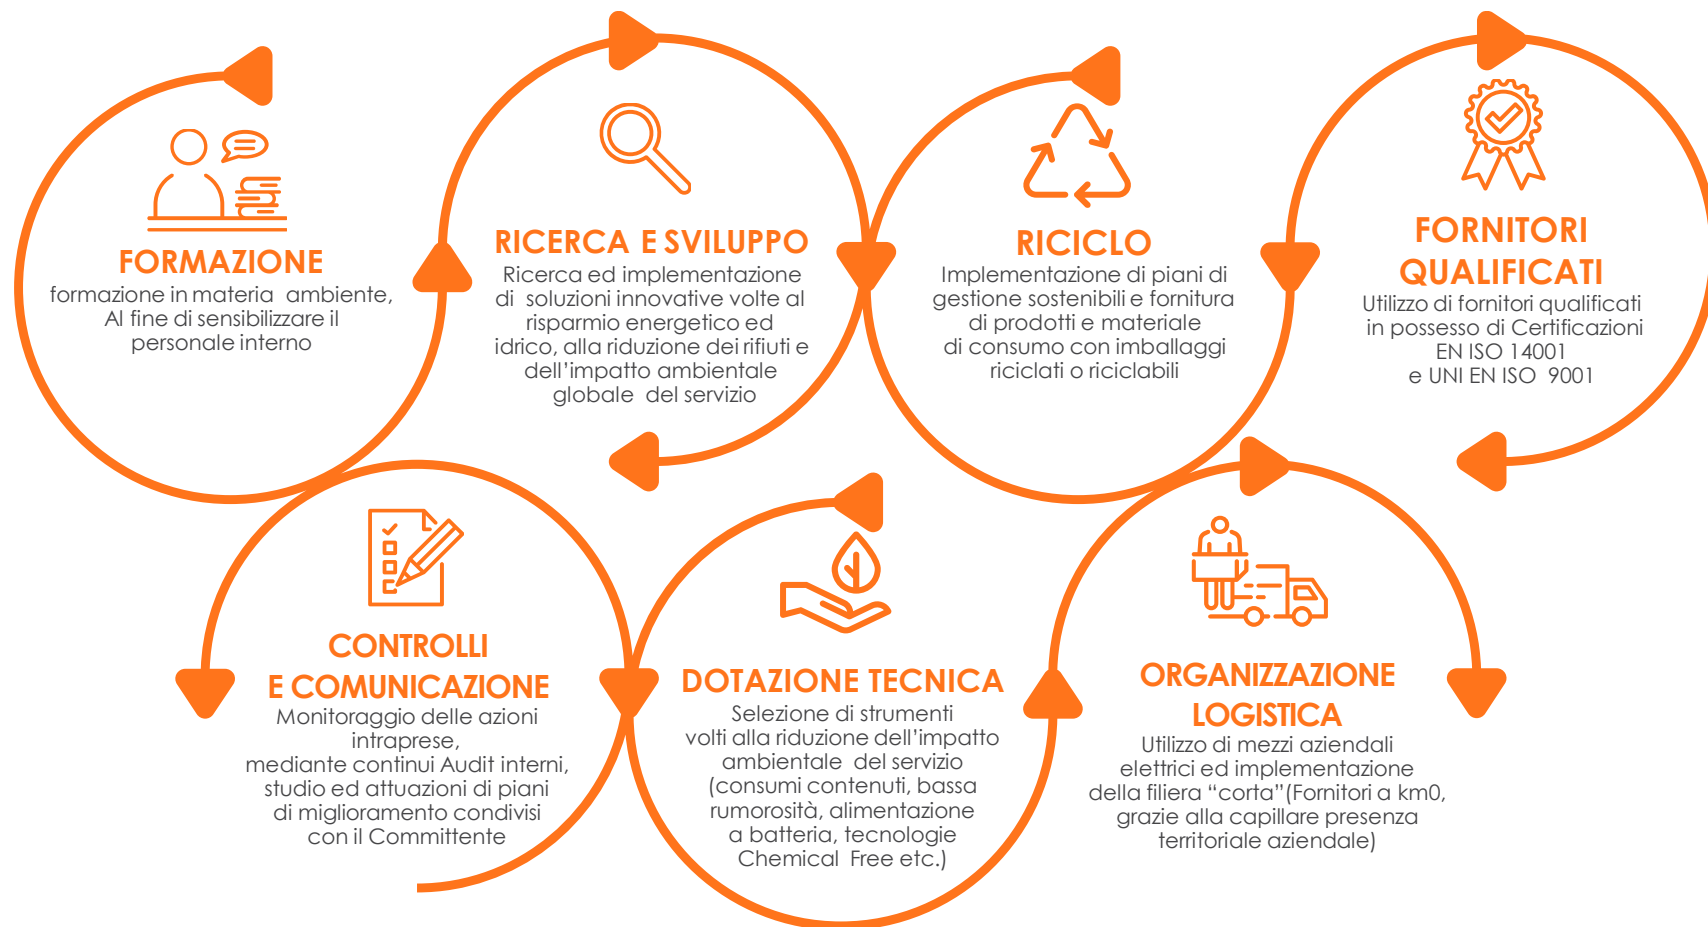 FORMAZIONE
formazione in materia ambiente,
Al fine di sensibilizzare il
personale interno
RICERCA E SVILUPPO
Ricerca ed implementazione
di soluzioni innovative volte al
risparmio energetico ed
idrico, alla riduzione dei rifiuti e
dell’impatto ambientale
globale del servizio
RICICLO
Implementazione di piani di
gestione sostenibili e fornitura
di prodotti e materiale
di consumo con imballaggi
riciclati o riciclabili
FORNITORI
QUALIFICATI
Utilizzo di fornitori qualificati
in possesso di Certificazioni
EN ISO 14001
e UNI EN ISO 9001
CONTROLLI
E COMUNICAZIONE
Monitoraggio delle azioni
intraprese,
mediante continui Audit interni,
studio ed attuazioni di piani
di miglioramento condivisi
con il Committente
DOTAZIONE TECNICA
Selezione di strumenti
volti alla riduzione dell’impatto
ambientale del servizio
(consumi contenuti, bassa
rumorosità, alimentazione
a batteria, tecnologie
Chemical Free etc.)
ORGANIZZAZIONE
LOGISTICA
Utilizzo di mezzi aziendali
elettrici ed implementazione
della filiera “corta”(Fornitori a km0,
grazie alla capillare presenza
territoriale aziendale)